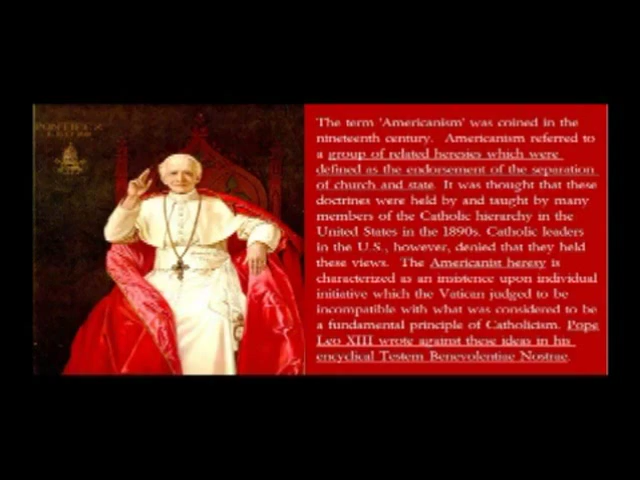 PONTIFEX
The term 'Americanism' was coined in the
nineteenth century. Americanism referred to
a group of related heresies which were
defined as the endorsement of the separation
of church and state. It was thought that these
doctrines were held by and taught by many
members of the Catholic hierarchy in the
United States in the 1890s. Catholic leaders
in the U.S., however, denied that they held
these views. The Americanist heresy is
characterized as an insistence upon individual
initiative which the Vatican judged to be
incompatible with what was considered to be
a fundamental principle of Catholicism. Pope
Leo XIII wrote against these ideas in his
encyclical Testem Benevolentiae Nostrae.